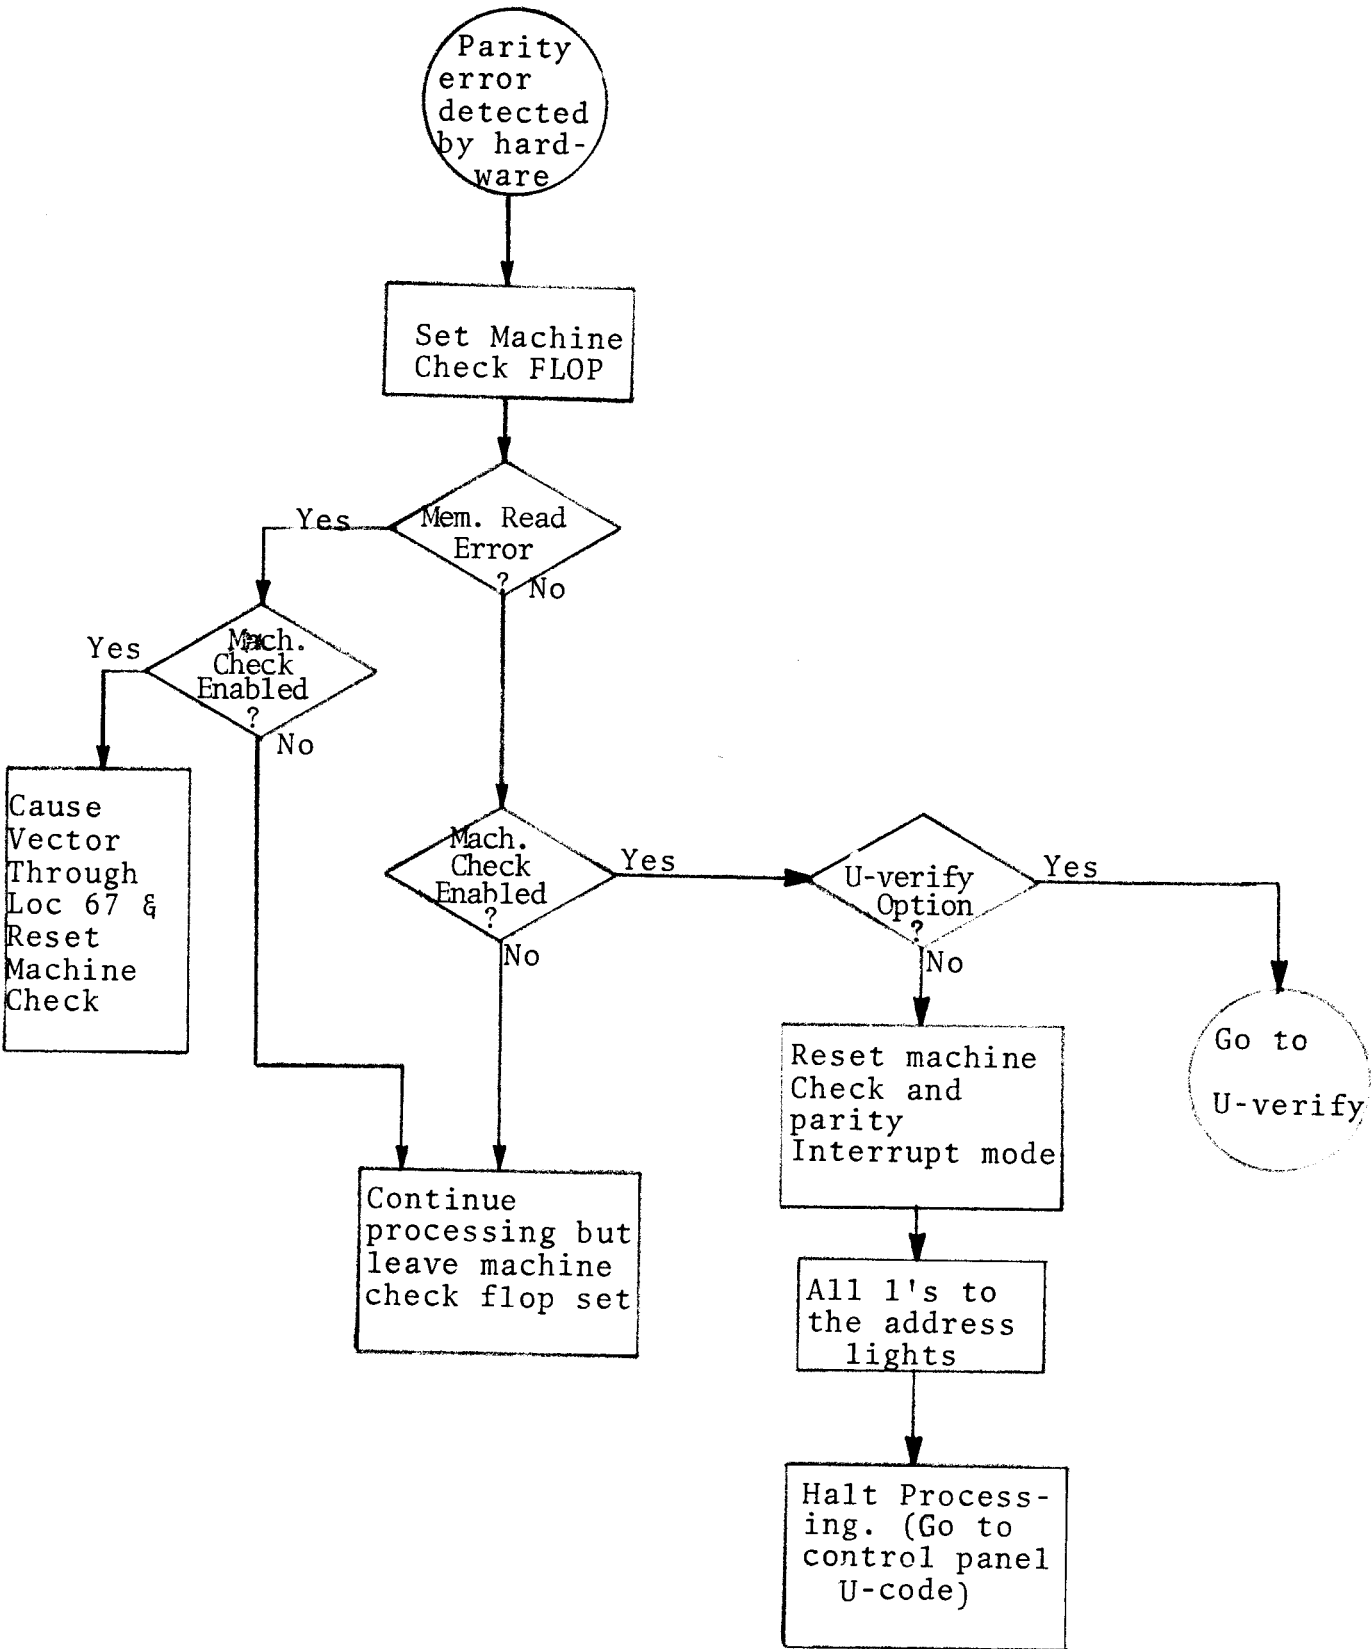 Parity
error
detected
by hard-
ware
Set Machine
Check FLOP
Mem. Read
Error
?
Yes
No
Mach.
Check
Enabled
?
Yes
No
Cause
Vector
Through
Loc 67 &
Reset
Machine
Check
Mach.
Check
Enabled
?
Yes
No
U-verify
Option
?
Yes
No
Go to
U-verify
Reset machine
Check and
parity
Interrupt mode
Continue
processing but
leave machine
check flop set
All 1's to
the address
lights
Halt Process-
ing. (Go to
control panel
U-code)